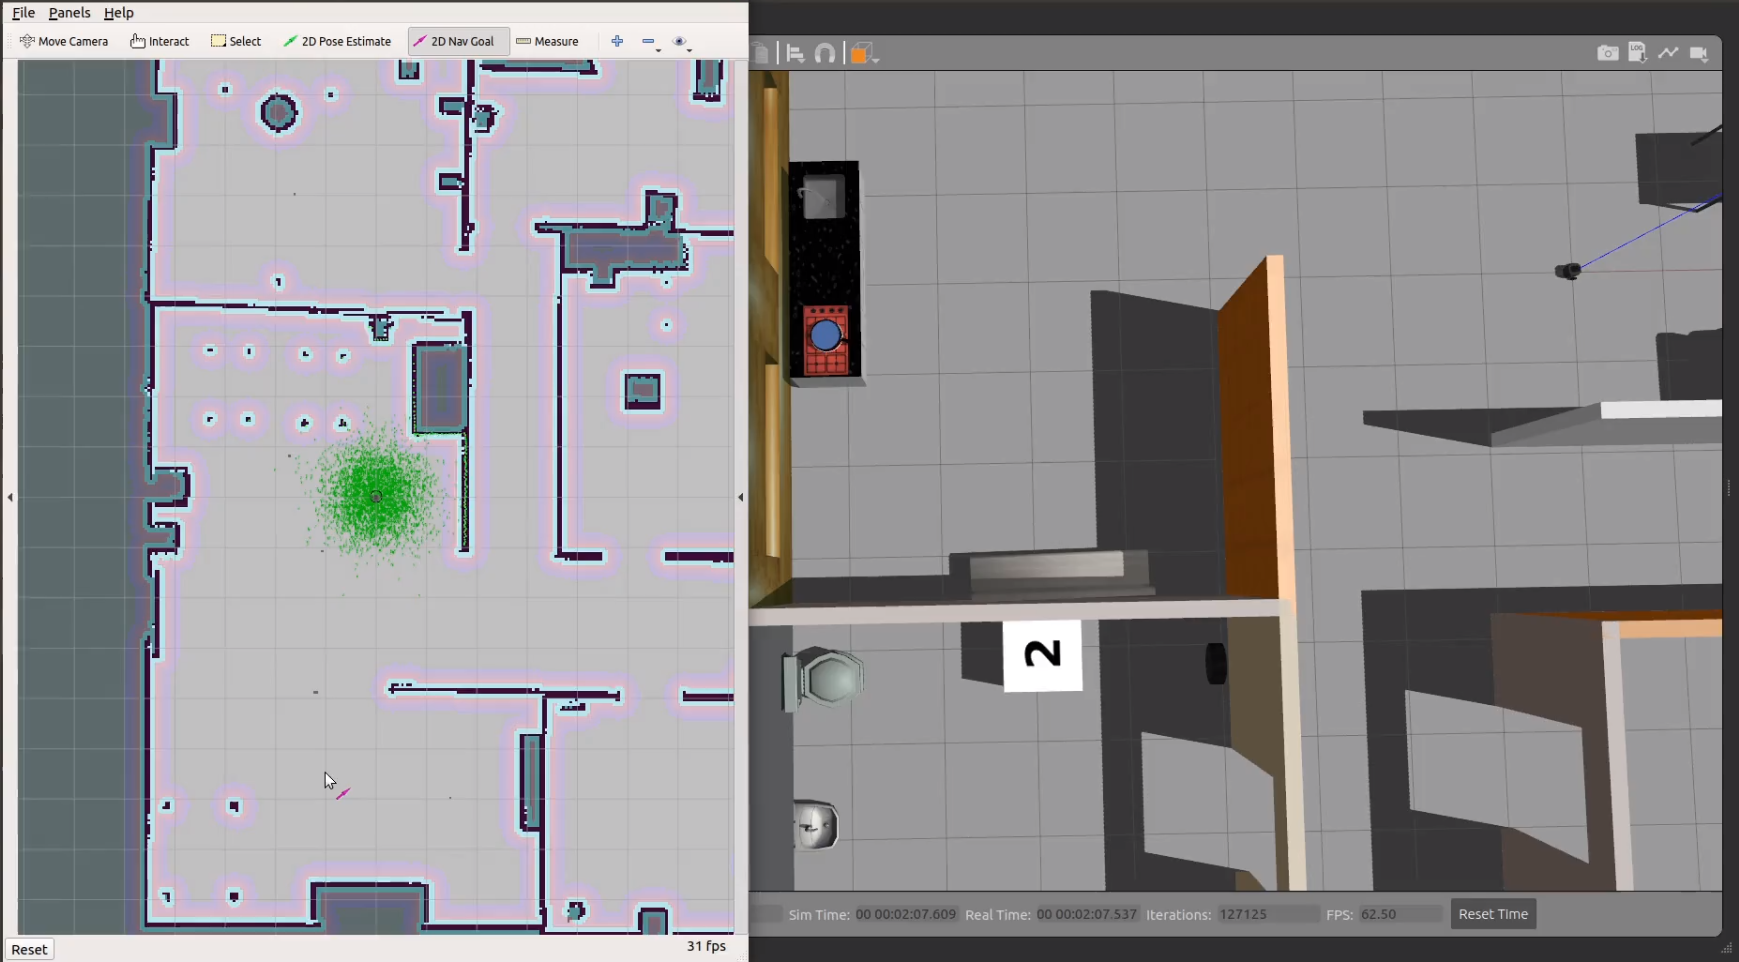 File Panels Help
Move Camera Interact Select 2D Pose Estimate 2D Nav Goal Measure
LOG
2
Sim Time: 00 00:02:07.609 Real Time: 00 00:02:07.537 Iterations: 127125 FPS: 62.50 Reset Time
Reset 31 fps